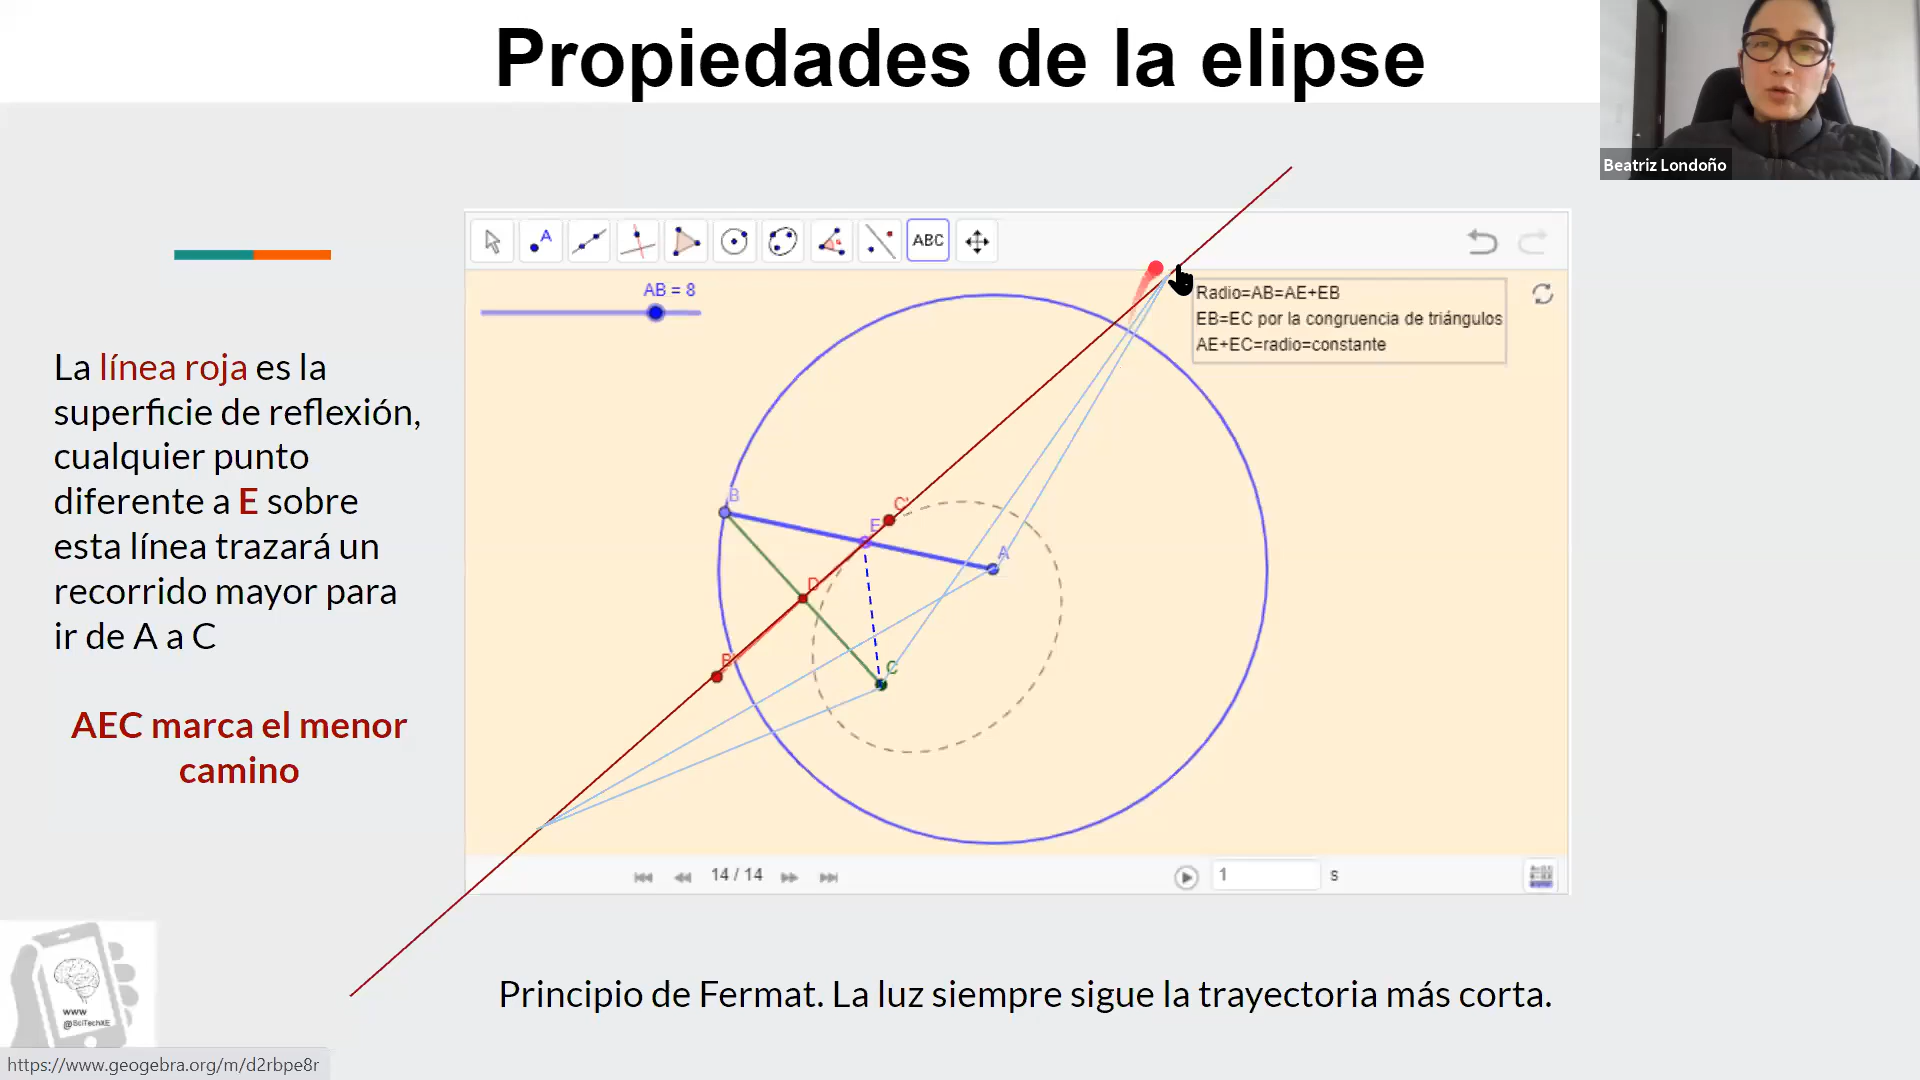 Propiedades de la elipse
Beatriz Londoño
ABC
AB = 8
Radio=AB=AE+EB
EB=EC por la congruencia de triángulos
AE+EC=radio=constante
La línea roja es la
superficie de reflexión,
cualquier punto
diferente a E sobre
esta línea trazará un
recorrido mayor para
ir de A a C
AEC marca el menor
camino
A
B
C'
E
A
D
B'
C
14 / 14
1
s
Principio de Fermat. La luz siempre sigue la trayectoria más corta.
www
@SciTechXE
https://www.geogebra.org/m/d2rbpe8r